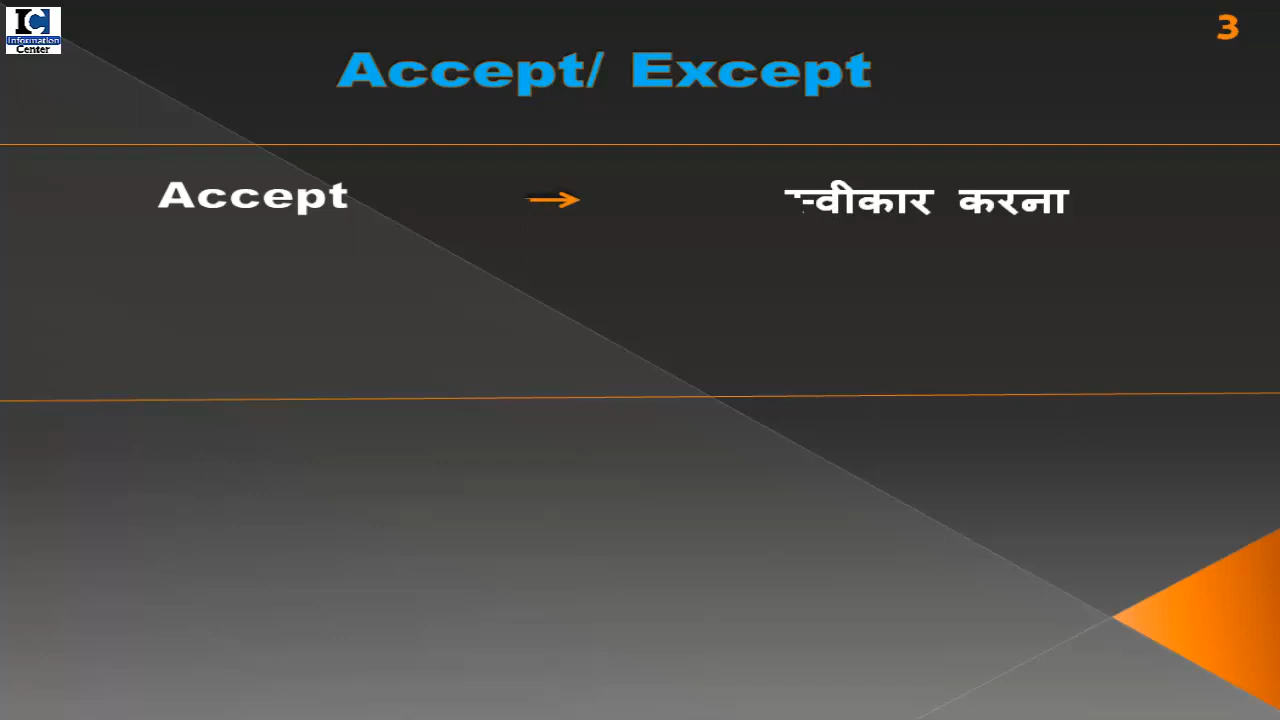 IC
Information
Center
3
Accept/ Except
Accept → स्वीकार करना